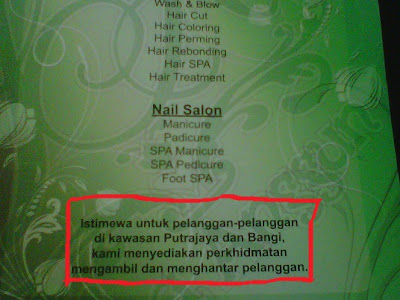 Wash & Blow
Hair Cut
Hair Coloring
Hair Perming
Hair Rebonding
Hair SPA
Hair Treatment
Nail Salon
Manicure
Padicure
SPA Manicure
SPA Pedicure
Foot SPA
Istimewa untuk pelanggan-pelanggan
di kawasan Putrajaya dan Bangi,
kami menyediakan perkhidmatan
mengambil dan menghantar pelanggan.